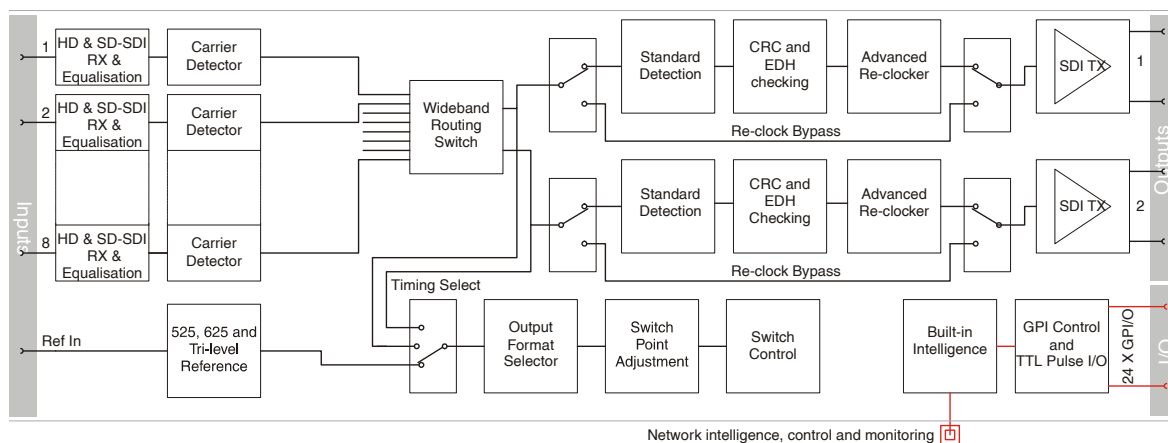 Inputs
1
HD & SD-SDI
RX &
Equalisation
Carrier
Detector
2
HD & SD-SDI
RX &
Equalisation
Carrier
Detector
8
HD & SD-SDI
RX &
Equalisation
Carrier
Detector
Wideband
Routing
Switch
Standard
Detection
CRC and
EDH
checking
Advanced
Re-clocker
Re-clock Bypass
SDI TX
1
Standard
Detection
CRC and
EDH
Checking
Advanced
Re-clocker
Re-clock Bypass
SDI TX
2
Outputs
Ref In
525, 625 and
Tri-level
Reference
Timing Select
Output
Format
Selector
Switch
Point
Adjustment
Switch
Control
Built-in
Intelligence
GPI Control
and
TTL Pulse I/O
24 X GPI/O
I/O
Network intelligence, control and monitoring